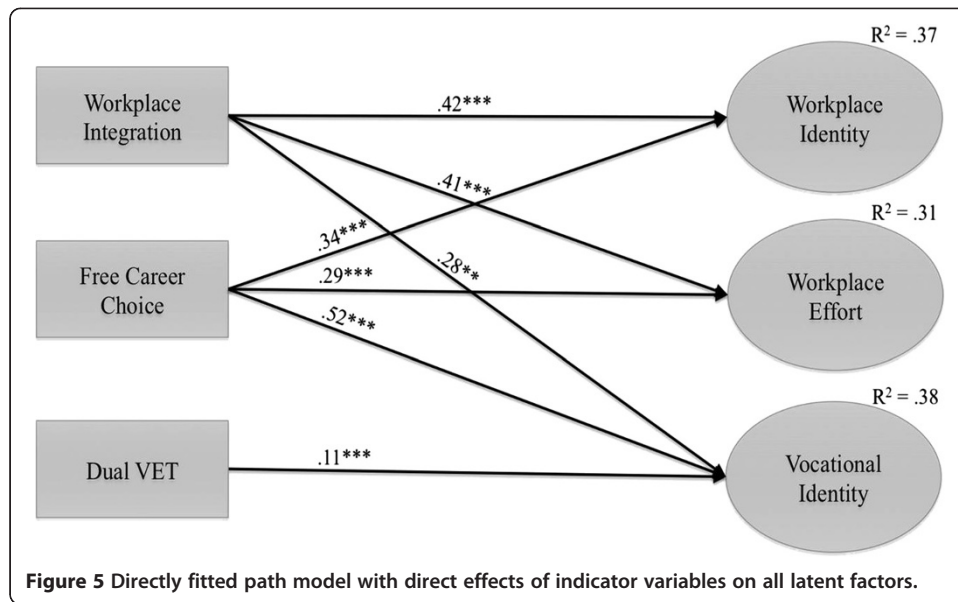 R² = .37
Workplace
Integration
.42***
Workplace
Identity
.41***
R² = .31
.34***
.28**
Free Career
Choice
.29***
Workplace
Effort
.52***
R² = .38
Dual VET
.11***
Vocational
Identity
Figure 5 Directly fitted path model with direct effects of indicator variables on all latent factors.